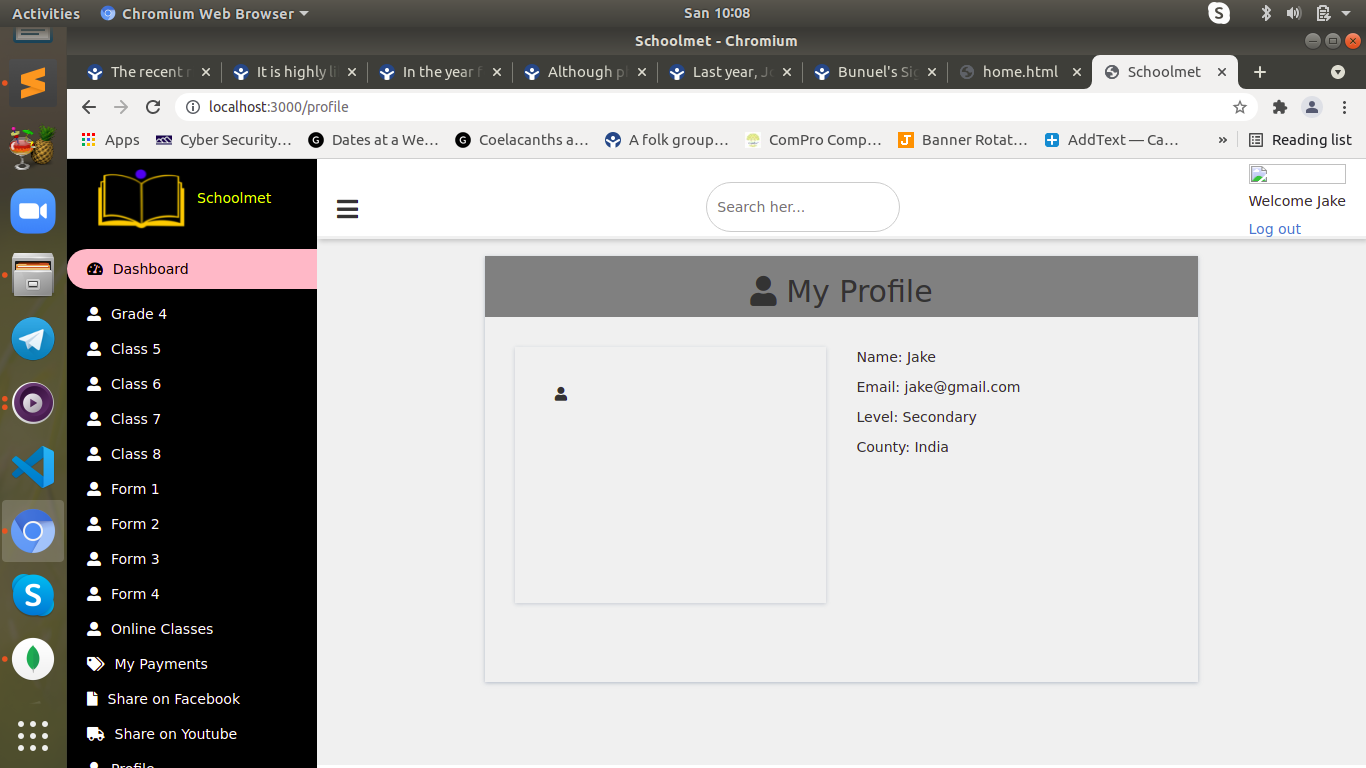 Activities
Chromium Web Browser
San 10:08
Schoolmet - Chromium
The recent r
It is highly li
In the year f
Although p
Last year, J
Bunuel's Si
home.html
Schoolmet
localhost:3000/profile
Apps
Cyber Security...
Dates at a We...
Coelacanths a...
A folk group...
ComPro Comp...
Banner Rotat...
AddText — Ca...
»
Reading list
Schoolmet
Search her...
Welcome Jake
Log out
Dashboard
Grade 4
Class 5
Class 6
Class 7
Class 8
Form 1
Form 2
Form 3
Form 4
Online Classes
My Payments
Share on Facebook
Share on Youtube
Profile
My Profile
Name: Jake
Email: jake@gmail.com
Level: Secondary
County: India